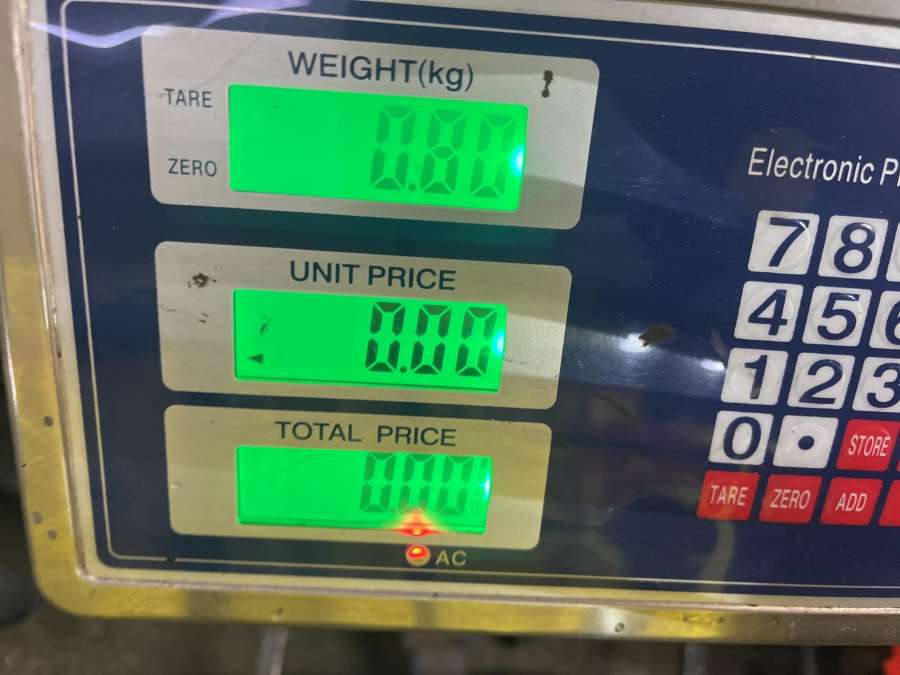 WEIGHT(kg)
TARE
ZERO
0.80
UNIT PRICE
0.00
TOTAL PRICE
0.00
AC
Electronic
7 8
4 5 6
1 2 3
0 • STORE
TARE ZERO ADD